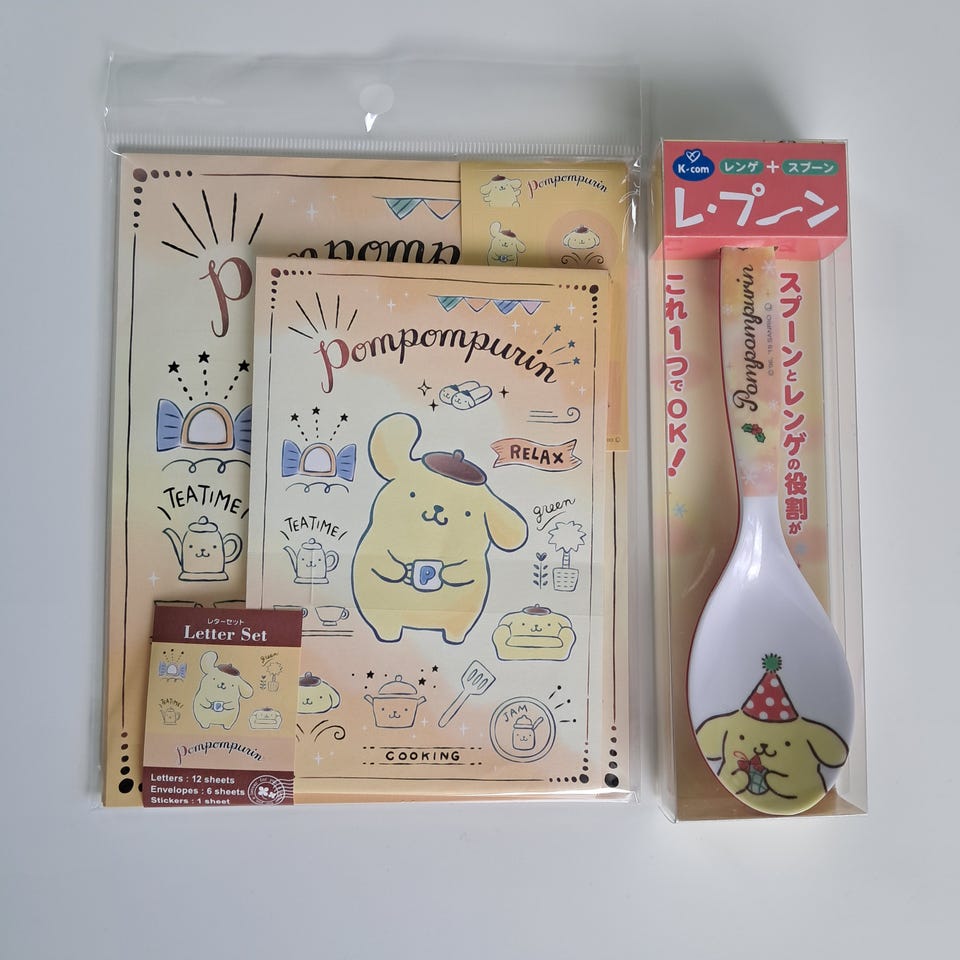 Pompomp
TEATIME!
Pompompurin
Pompompurin
RELAX
TEATIME!
green
P
JAM
COOKING
レターセット
Letter Set
green
TEATIME!
P
Pompompurin
Letters : 12 sheets
Envelopes : 6 sheets
Stickers : 1 sheet
K-com
レンゲ + スプーン
レ・プーン
スプーンとレンゲの役割が
これ1つでOK!
Pompompurin